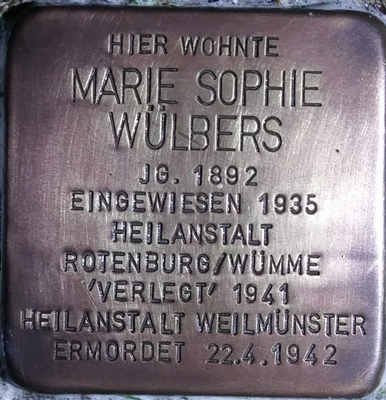 HIER WOHNTE
MARIE SOPHIE
WÜLBERS
JG. 1892
EINGEWIESEN 1935
HEILANSTALT
ROTENBURG/WÜMME
'VERLEGT' 1941
HEILANSTALT WEILMÜNSTER
ERMORDET 22.4.1942